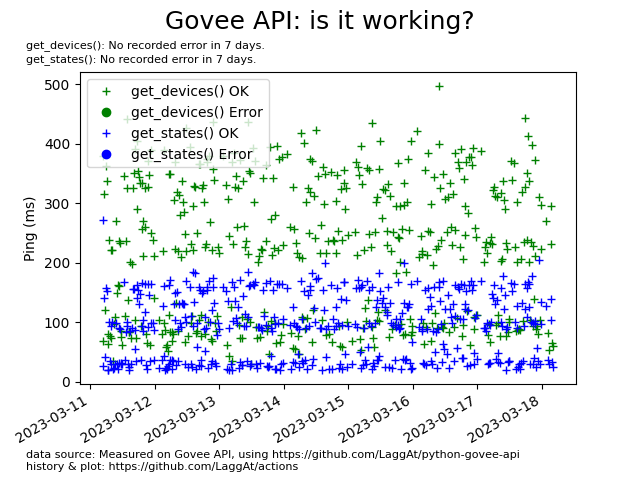 Govee API: is it working?
get_devices(): No recorded error in 7 days.
get_states(): No recorded error in 7 days.
get_devices() OK
get_devices() Error
get_states() OK
get_states() Error
Ping (ms)
500
400
300
200
100
0
2023-03-11
2023-03-12
2023-03-13
2023-03-14
2023-03-15
2023-03-16
2023-03-17
2023-03-18
data source: Measured on Govee API, using https://github.com/LaggAt/python-govee-api
history & plot: https://github.com/LaggAt/actions